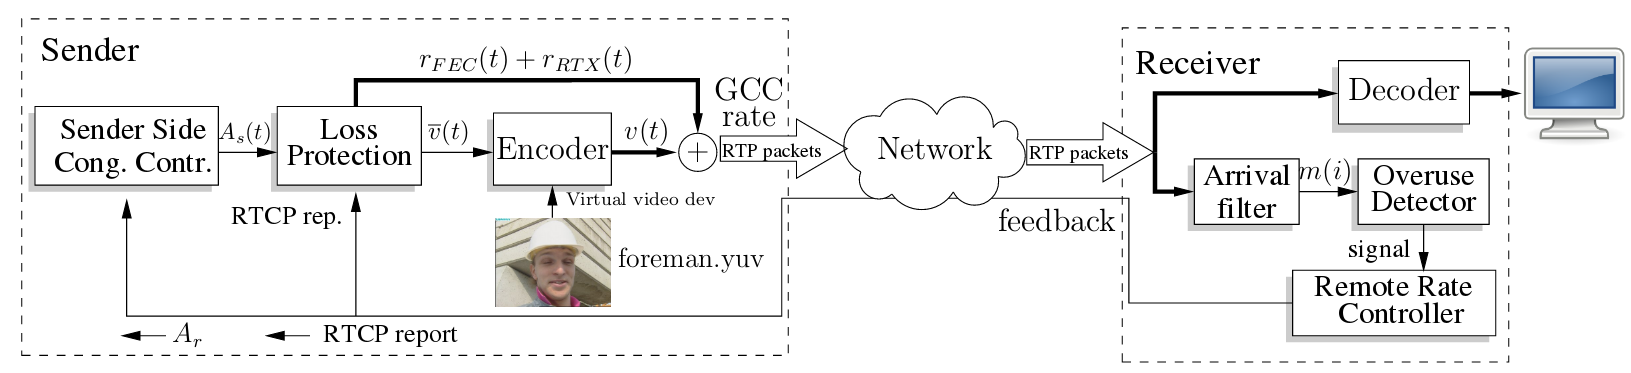 Sender
r_{FEC}(t) + r_{RTX}(t)
GCC
rate
Sender Side
Cong. Contr.
A_s(t)
Loss
Protection
v̅(t)
Encoder
v(t)
+
RTP packets
Network
RTP packets
Receiver
Decoder
Arrival
filter
m(i)
Overuse
Detector
signal
Remote Rate
Controller
feedback
Virtual video dev
RTCP rep.
foreman.yuv
A_r
RTCP report